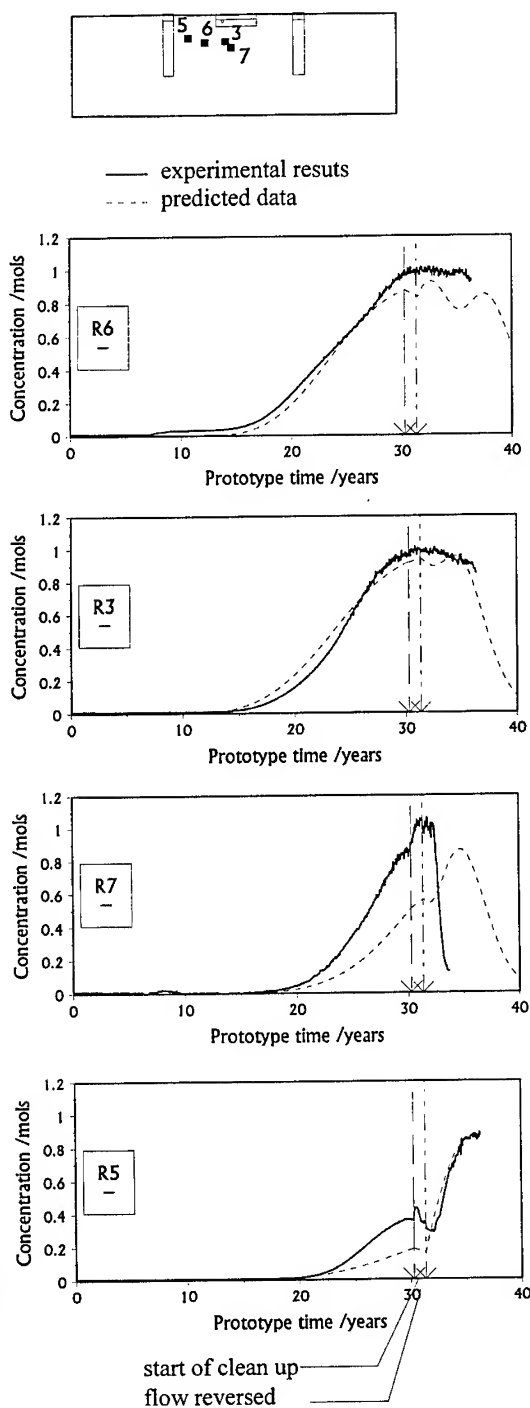 5
6
3
7
experimental resuts
predicted data
Concentration /mols
1.2
1
0.8
0.6
0.4
0.2
0
R6
0 10 20 30 40
Prototype time /years
Concentration /mols
1.2
1
0.8
0.6
0.4
0.2
0
R3
0 10 20 30 40
Prototype time /years
Concentration /mols
1.2
1
0.8
0.6
0.4
0.2
0
R7
0 10 20 30 40
Prototype time /years
Concentration /mols
1.2
1
0.8
0.6
0.4
0.2
0
R5
0 10 20 30 40
Prototype time /years
start of clean up
flow reversed